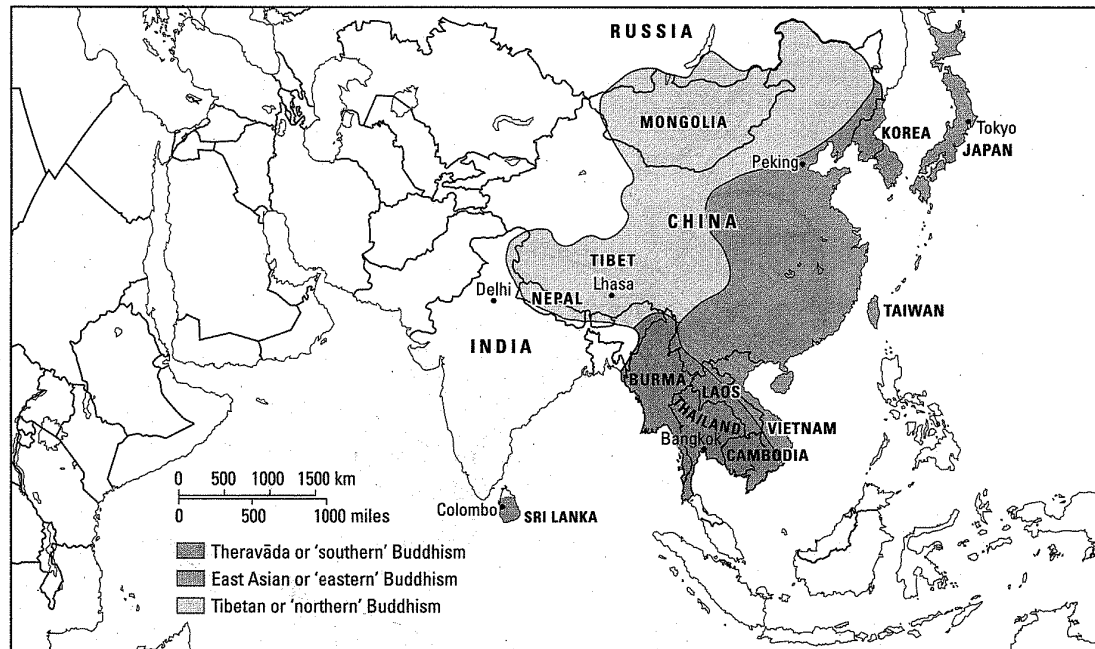 RUSSIA
MONGOLIA
KOREA
Tokyo
JAPAN
Peking
CHINA
TIBET
Lhasa
Delhi
NEPAL
TAIWAN
INDIA
BURMA
LAOS
THAILAND
VIETNAM
Bangkok
CAMBODIA
0 500 1000 1500 km
0 500 1000 miles
Colombo
SRI LANKA
Theravāda or ‘southern’ Buddhism
East Asian or ‘eastern’ Buddhism
Tibetan or ‘northern’ Buddhism